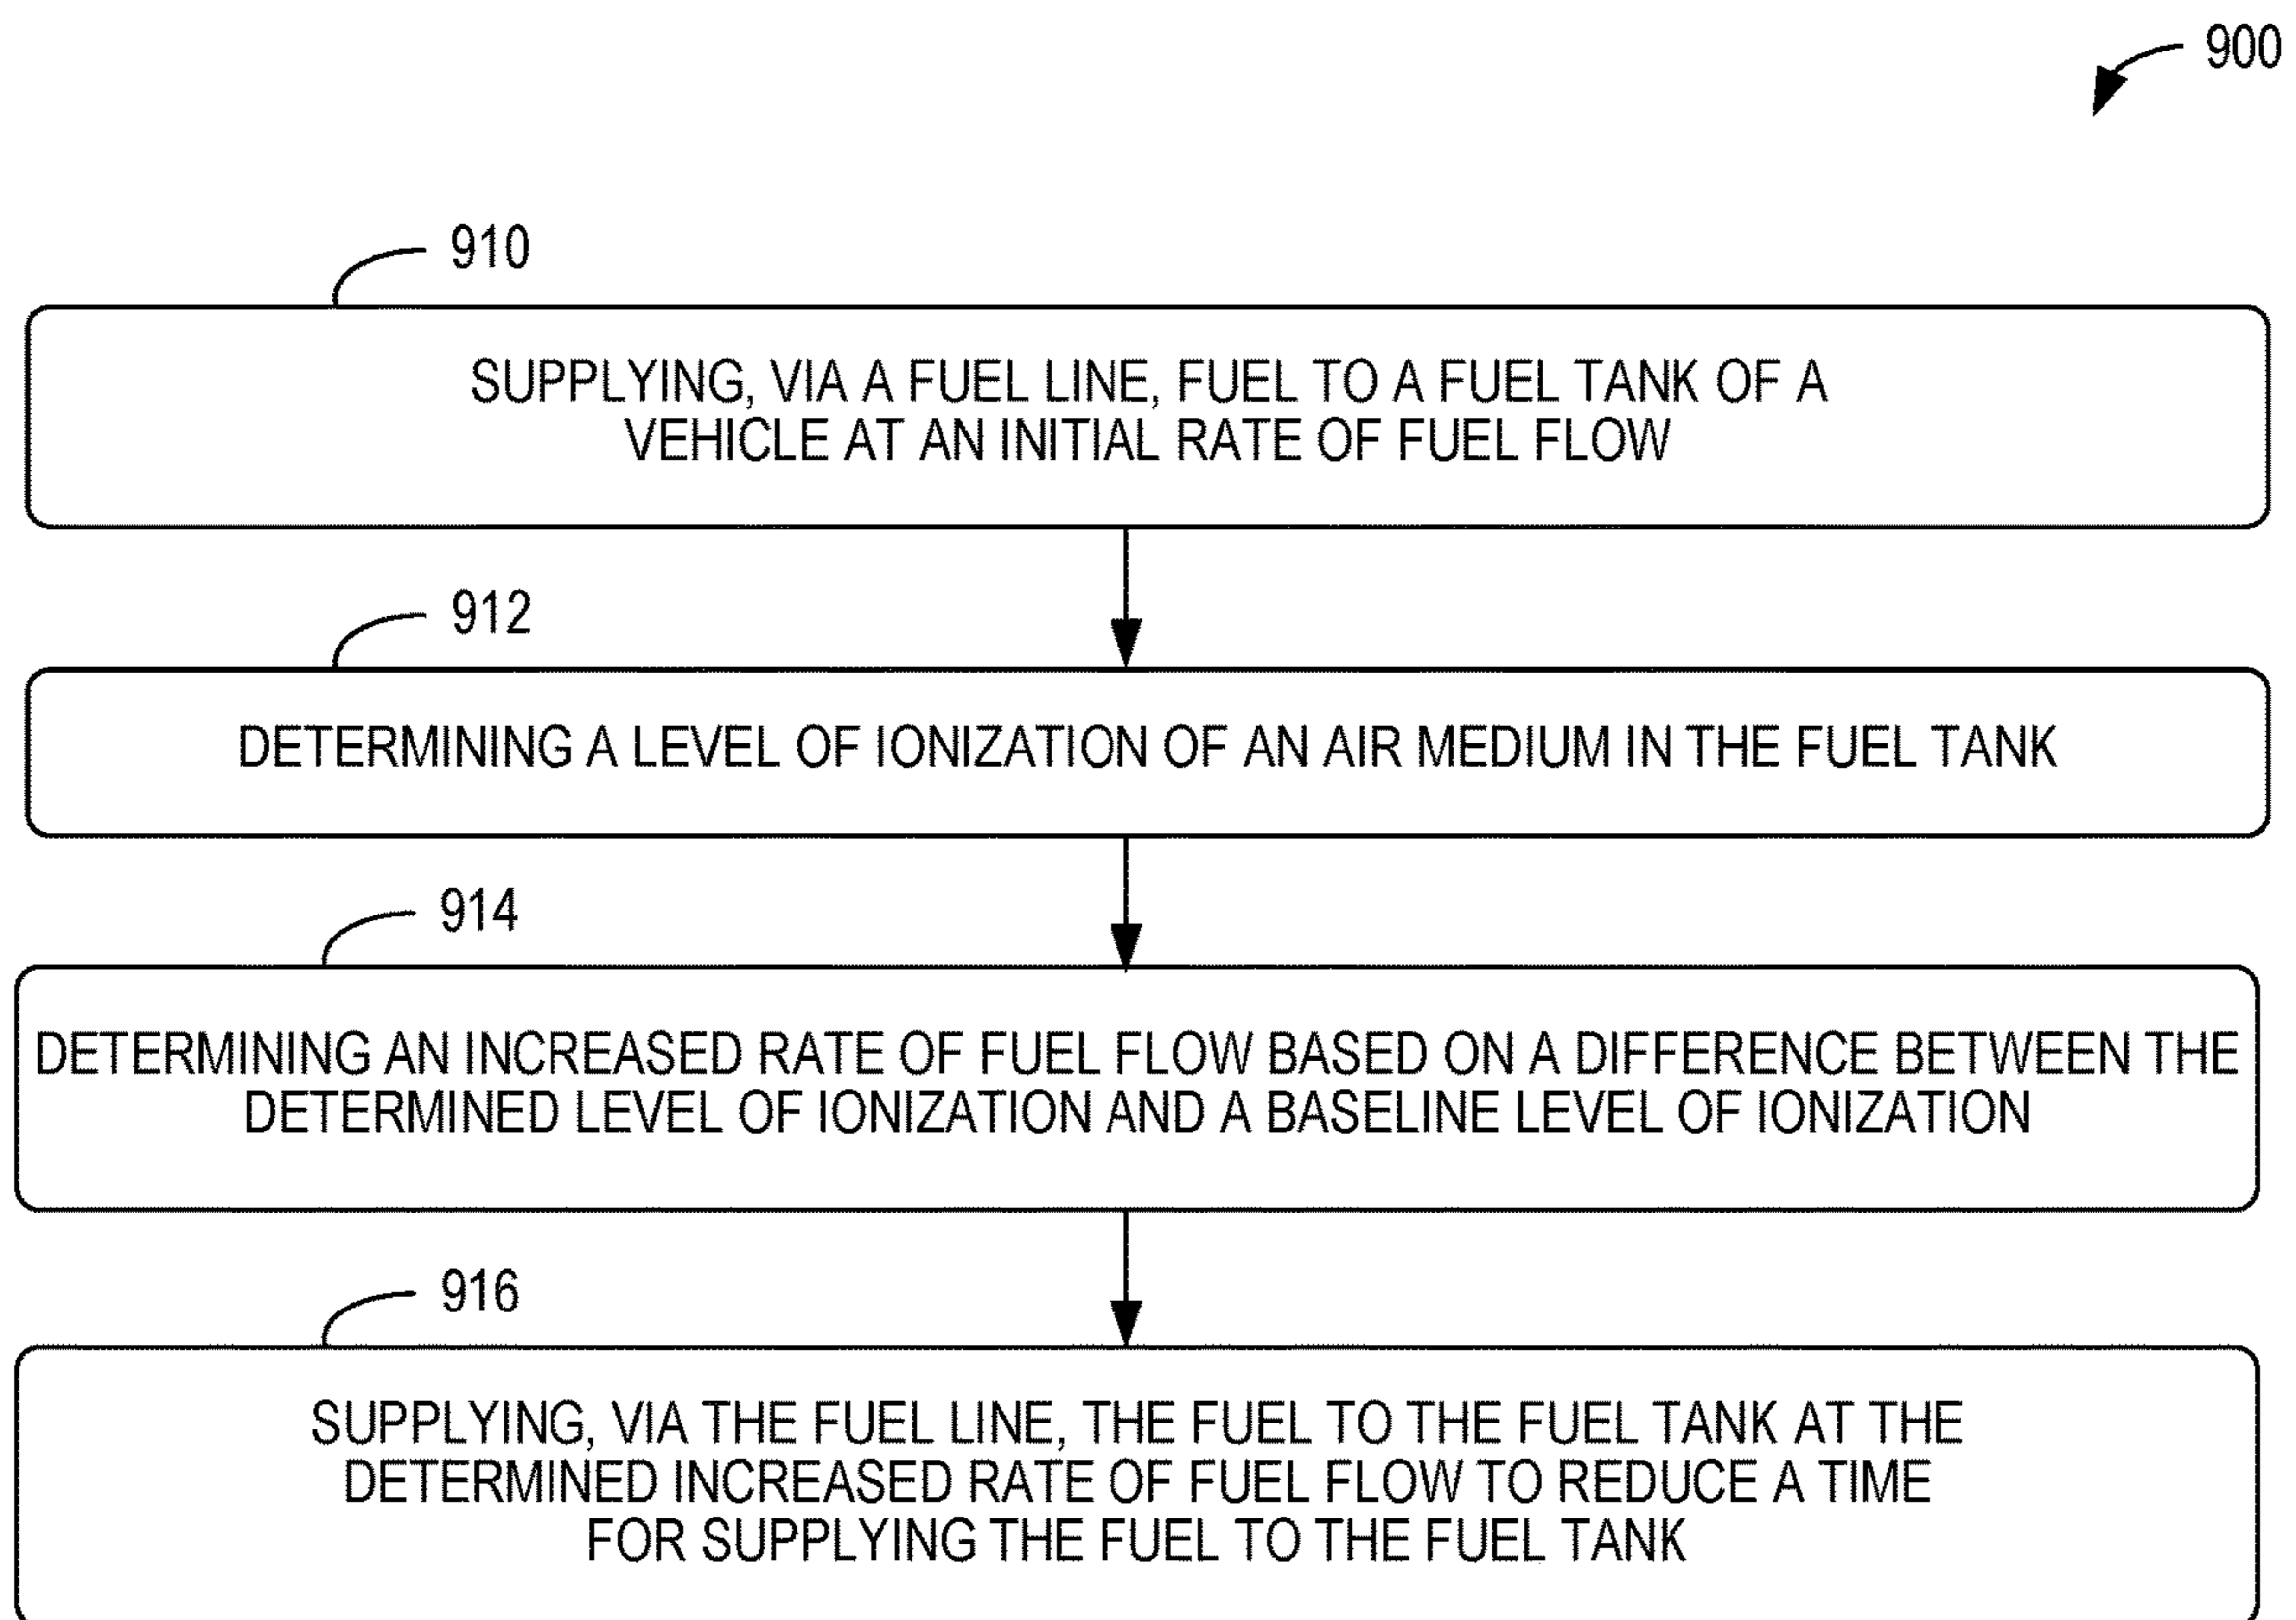 900
910
SUPPLYING, VIA A FUEL LINE, FUEL TO A FUEL TANK OF A
VEHICLE AT AN INITIAL RATE OF FUEL FLOW
912
DETERMINING A LEVEL OF IONIZATION OF AN AIR MEDIUM IN THE FUEL TANK
914
DETERMINING AN INCREASED RATE OF FUEL FLOW BASED ON A DIFFERENCE BETWEEN THE
DETERMINED LEVEL OF IONIZATION AND A BASELINE LEVEL OF IONIZATION
916
SUPPLYING, VIA THE FUEL LINE, THE FUEL TO THE FUEL TANK AT THE
DETERMINED INCREASED RATE OF FUEL FLOW TO REDUCE A TIME
FOR SUPPLYING THE FUEL TO THE FUEL TANK